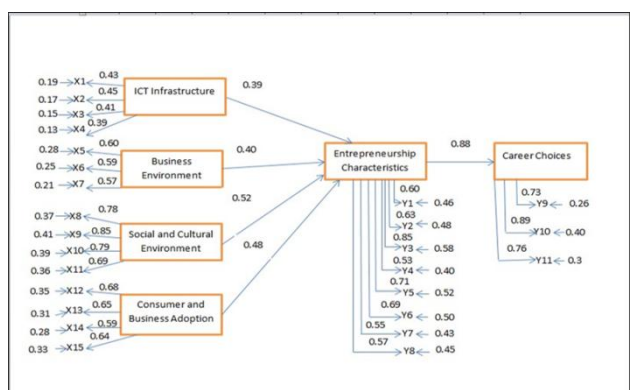 0.43
0.19 X1
ICT Infrastructure
0.39
0.45
0.17 X2
0.41
0.15 X3
0.39
0.13 X4
0.60
0.28 X5
Business
Environment
0.40
0.59
0.25 X6
0.57
0.21 X7
Entrepreneurship
Characteristics
0.88
Career Choices
0.52
0.78
0.37 X8
Social and Cultural
Environment
0.48
0.85
0.41 X9
0.79
0.39 X10
0.69
0.36 X11
0.68
0.35 X12
Consumer and
Business Adoption
0.65
0.31 X13
0.59
0.28 X14
0.64
0.33 X15
0.60
Y1 0.46
0.63
Y2 0.48
0.85
Y3 0.58
0.53
Y4 0.40
0.71
Y5 0.52
0.69
Y6 0.50
0.55
Y7 0.43
0.57
Y8 0.45
0.73
Y9 0.26
0.89
Y10 0.40
0.76
Y11 0.3